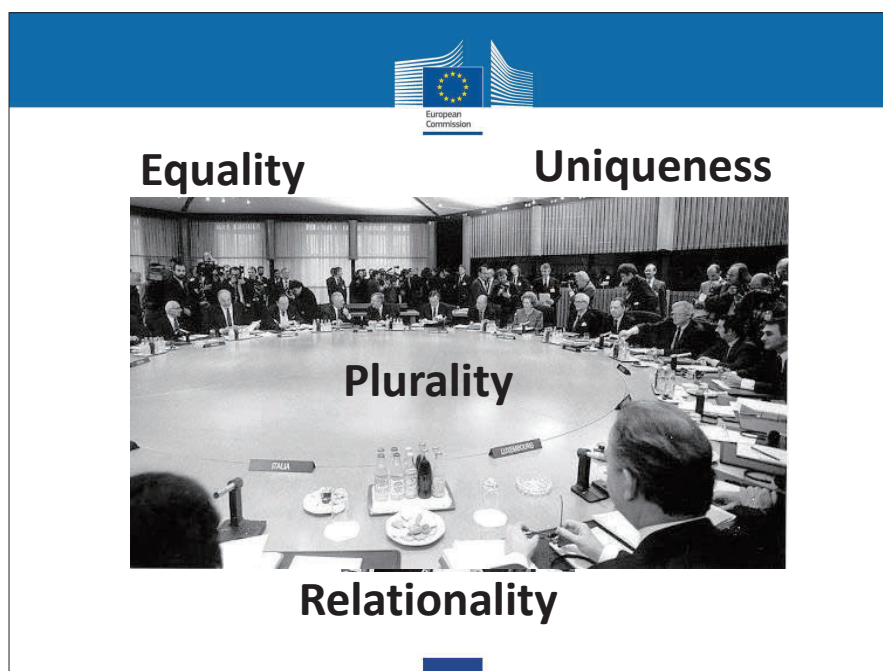 European
Commission
Equality
Uniqueness
Plurality
ITALIA
LUXEMBOURG
Relationality